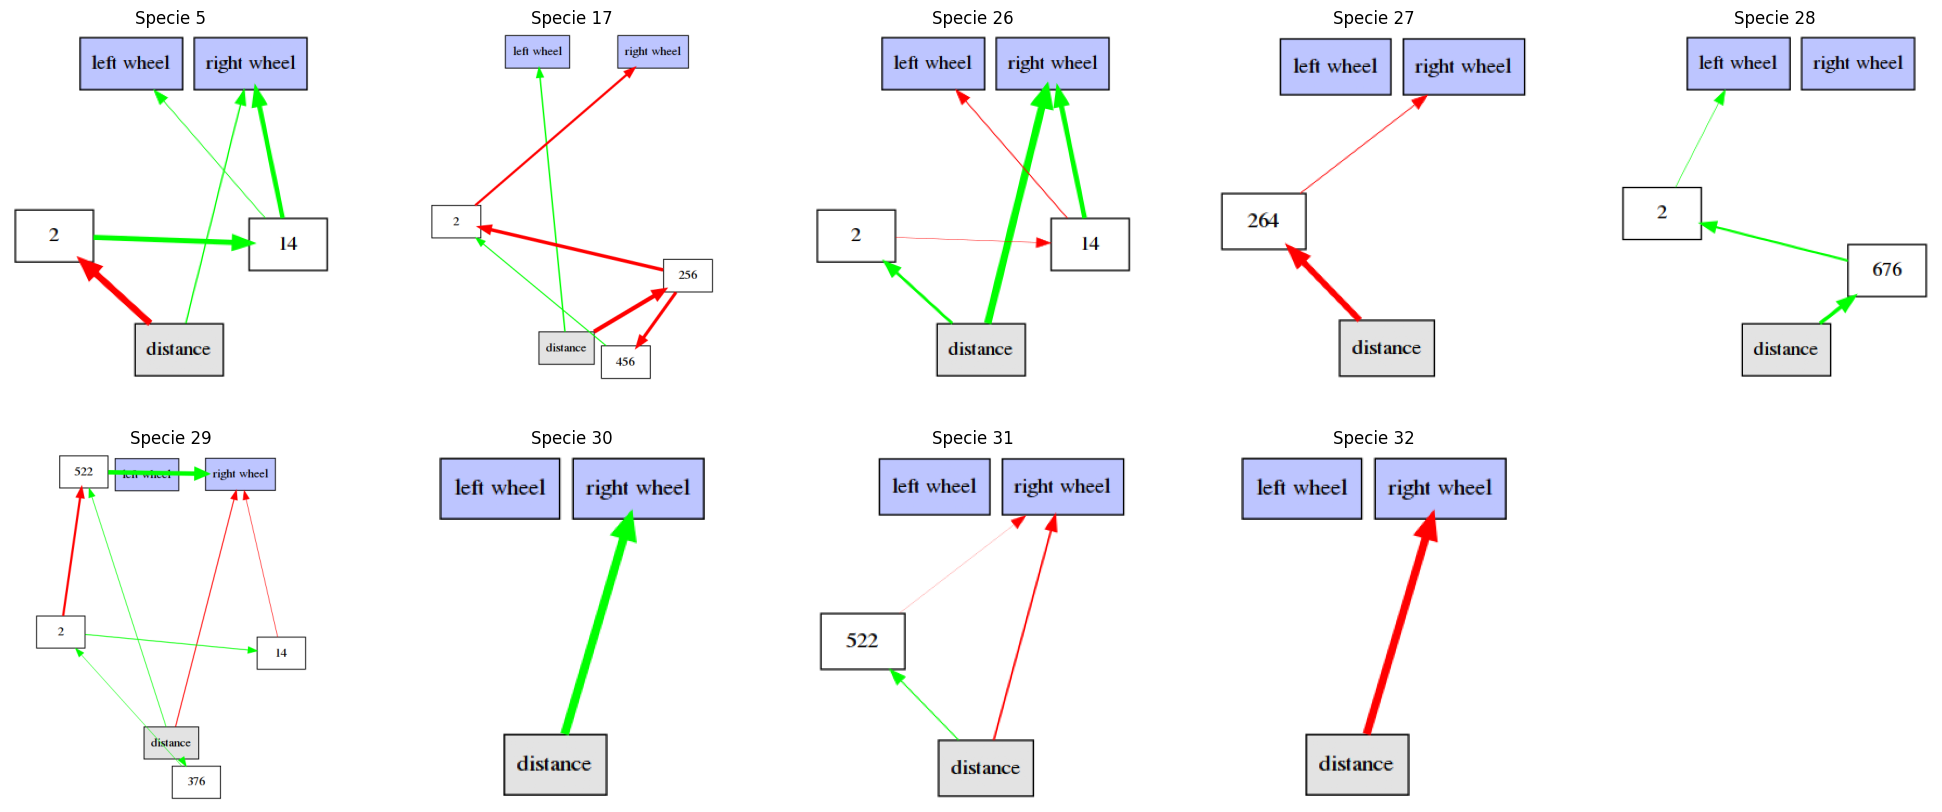 Specie 5
left wheel
right wheel
2
14
distance
Specie 17
left wheel
right wheel
2
256
distance
456
Specie 26
left wheel
right wheel
2
14
distance
Specie 27
left wheel
right wheel
264
distance
Specie 28
left wheel
right wheel
2
676
distance
Specie 29
522
left wheel
right wheel
2
14
distance
376
Specie 30
left wheel
right wheel
distance
Specie 31
left wheel
right wheel
522
distance
Specie 32
left wheel
right wheel
distance